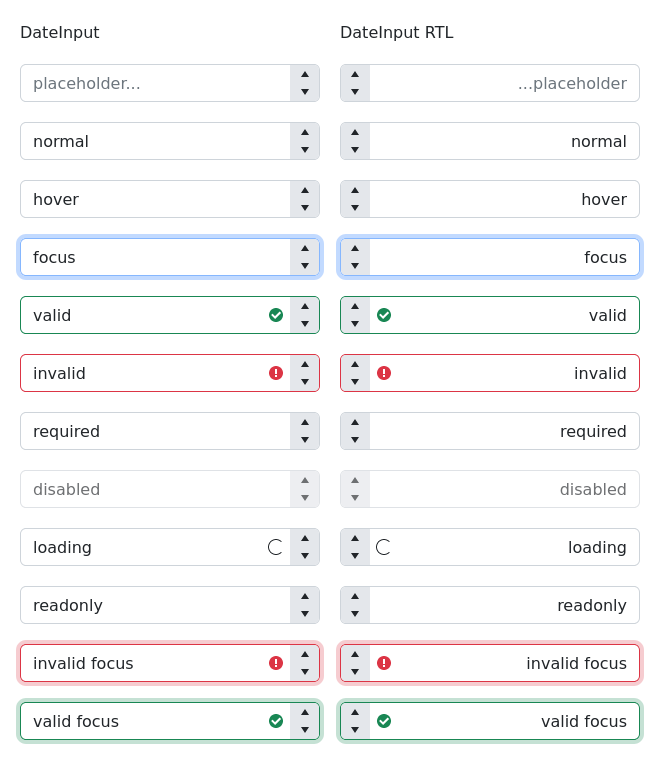 DateInput
placeholder...
normal
hover
focus
valid
invalid
required
disabled
loading
readonly
invalid focus
valid focus
DateInput RTL
...placeholder
normal
hover
focus
valid
invalid
required
disabled
loading
readonly
invalid focus
valid focus